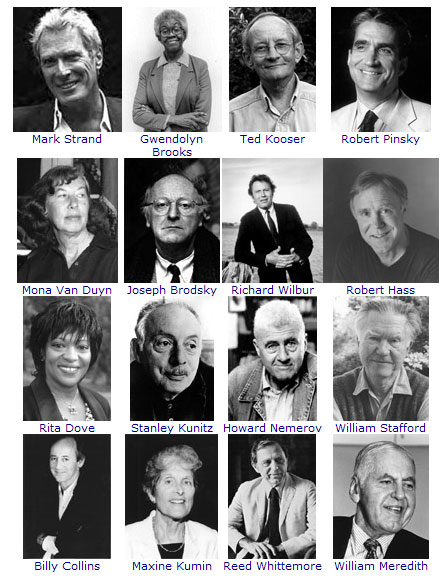 Mark Strand
Gwendolyn
Brooks
Ted Kooser
Robert Pinsky
Mona Van Duyn
Joseph Brodsky
Richard Wilbur
Robert Hass
Rita Dove
Stanley Kunitz
Howard Nemerov
William Stafford
Billy Collins
Maxine Kumin
Reed Whittemore
William Meredith